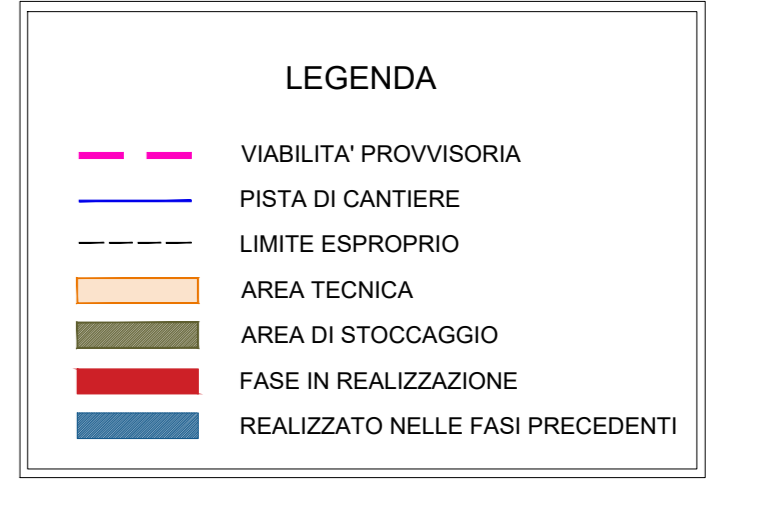 LEGENDA
VIABILITA' PROVVISORIA
PISTA DI CANTIERE
LIMITE ESPROPRIO
AREA TECNICA
AREA DI STOCCAGGIO
FASE IN REALIZZAZIONE
REALIZZATO NELLE FASI PRECEDENTI